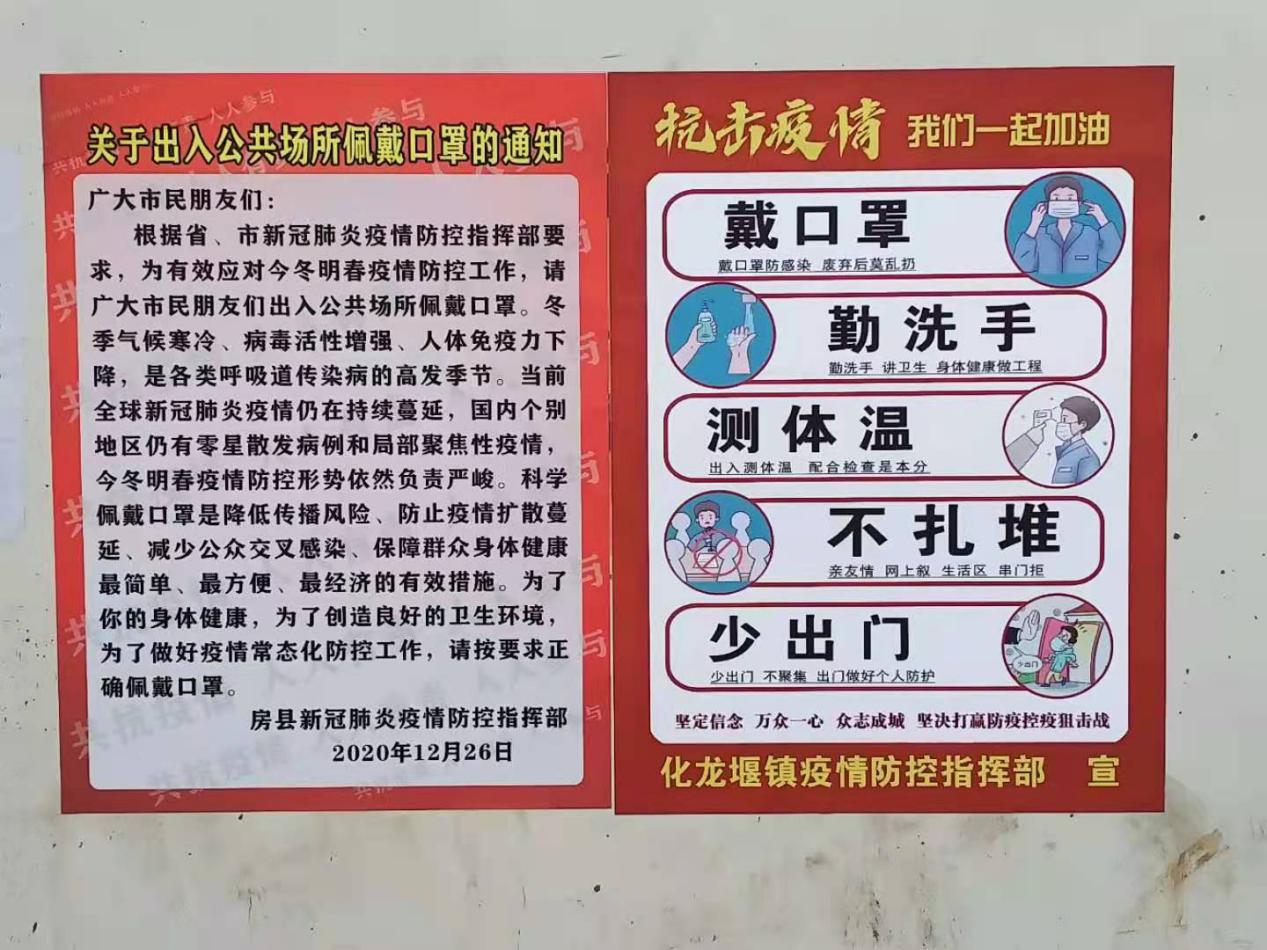 关于出入公共场所佩戴口罩的通知
广大市民朋友们：
根据省、市新冠肺炎疫情防控指挥部要
求，为有效应对今冬明春疫情防控工作，请
广大市民朋友们出入公共场所佩戴口罩。冬
季气候寒冷、病毒活性增强、人体免疫力下
降，是各类呼吸道传染病的高发季节。当前
全球新冠肺炎疫情仍在持续蔓延，国内个别
地区仍有零星散发病例和局部聚焦性疫情，
今冬明春疫情防控形势依然负责严峻。科学
佩戴口罩是降低传播风险、防止疫情扩散蔓
延、减少公众交叉感染、保障群众身体健康
最简单、最方便、最经济的有效措施。为了
你的身体健康，为了创造良好的卫生环境，
为了做好疫情常态化防控工作，请按要求正
确佩戴口罩。
房县新冠肺炎疫情防控指挥部
2020年12月26日
抗击疫情 我们一起加油
戴口罩
戴口罩防感染 废弃后莫乱扔
勤洗手
勤洗手 讲卫生 身体健康做工程
测体温
出入测体温 配合检查是本分
不扎堆
亲友情 网上叙 生活区 串门拒
少出门
少出门 不聚集 出门做好个人防护
少出门
坚定信念 万众一心 众志成城 坚决打赢防疫控疫狙击战
化龙堰镇疫情防控指挥部 宣